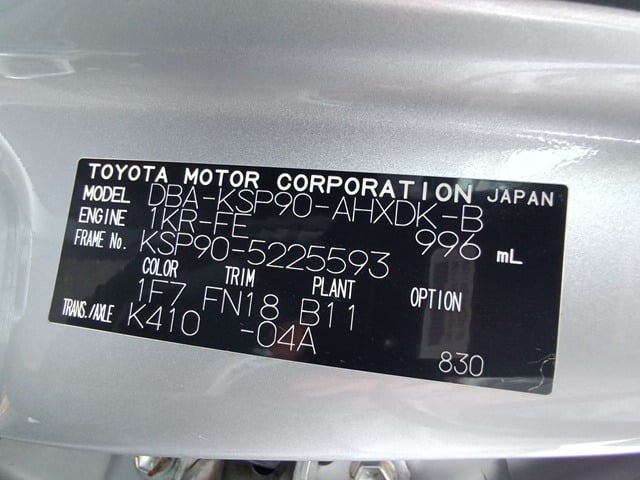 TOYOTA MOTOR CORPORATION JAPAN
MODEL DBA-KSP90-AHXDK-B
ENGINE 1KR-FE 996 mL
FRAME No. KSP90-5225593
COLOR TRIM PLANT OPTION
1F7 FN18 B11
TRANS./AXLE K410 -04A
830